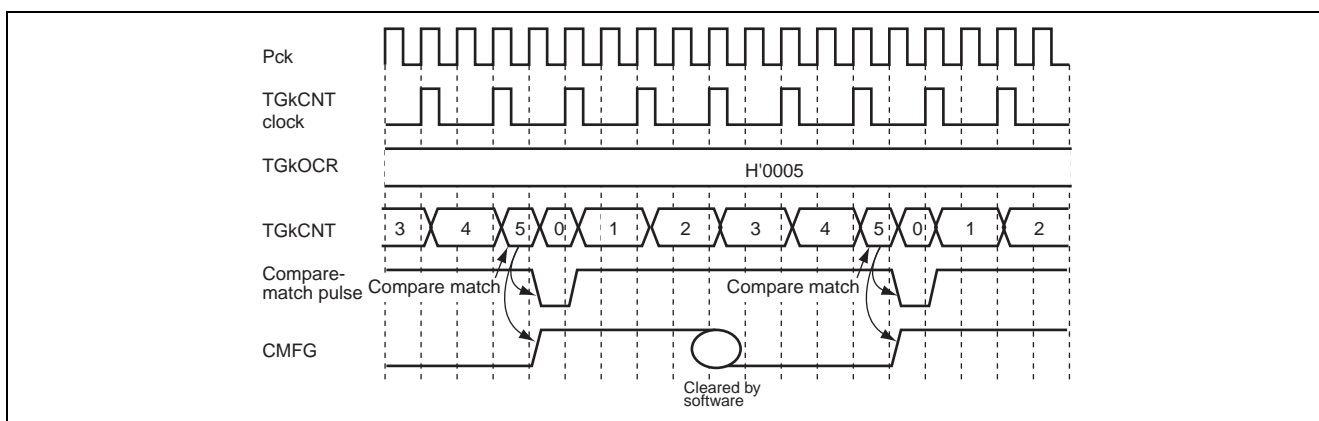 Pck
TGkCNT
clock
TGkOCR
H'0005
TGkCNT
3 4 5 0 1 2 3 4 5 0 1 2
Compare-
match pulse
Compare match
Compare match
CMFG
Cleared by
software